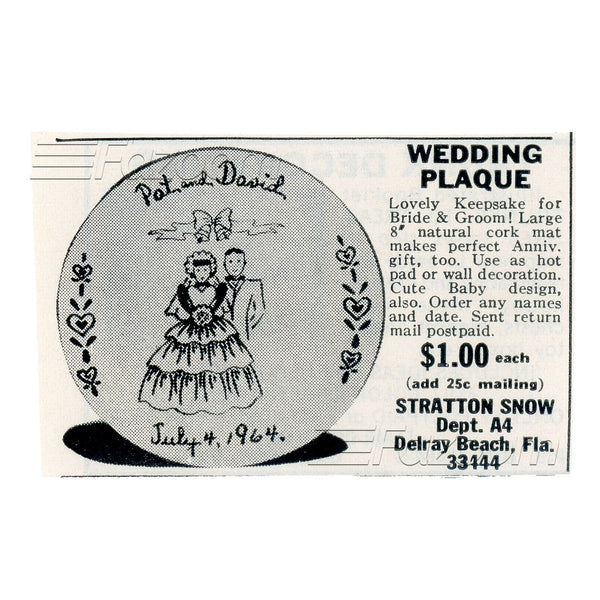 Pat and David
July 4, 1964.
WEDDING
PLAQUE
Lovely Keepsake for
Bride & Groom! Large
8" natural cork mat
makes perfect Anniv.
gift, too. Use as hot
pad or wall decoration.
Cute Baby design,
also. Order any names
and date. Sent return
mail postpaid.
$1.00 each
(add 25c mailing)
STRATTON SNOW
Dept. A4
Delray Beach, Fla.
33444